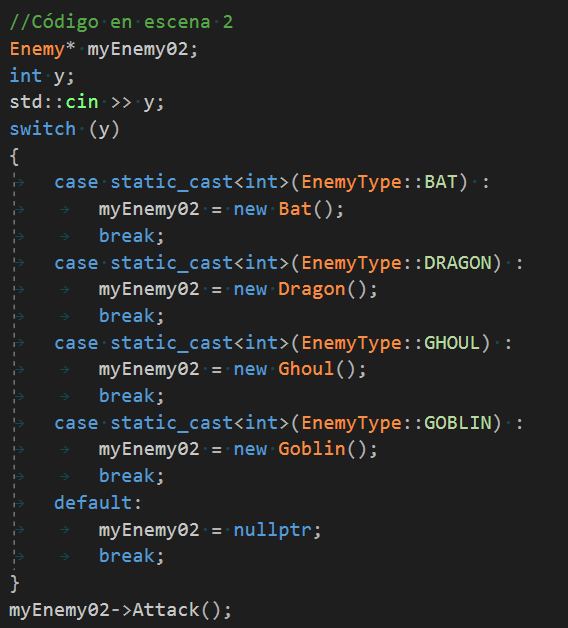 //Código en escena 2
Enemy* myEnemy02;
int y;
std::cin >> y;
switch (y)
{
case static_cast<int>(EnemyType::BAT) :
myEnemy02 = new Bat();
break;
case static_cast<int>(EnemyType::DRAGON) :
myEnemy02 = new Dragon();
break;
case static_cast<int>(EnemyType::GHOUL) :
myEnemy02 = new Ghoul();
break;
case static_cast<int>(EnemyType::GOBLIN) :
myEnemy02 = new Goblin();
break;
default:
myEnemy02 = nullptr;
break;
}
myEnemy02->Attack();